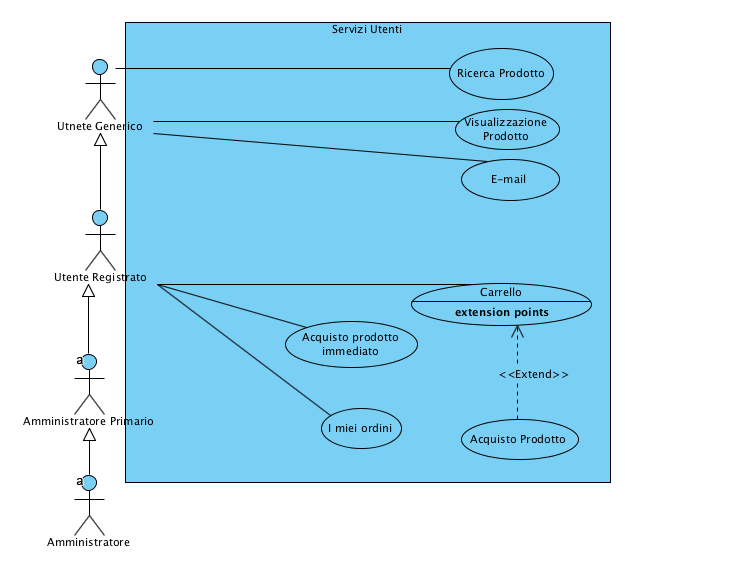 Servizi Utenti
Ricerca Prodotto
Utnete Generico
Visualizzazione
Prodotto
E-mail
Utente Registrato
Carrello
extension points
Acquisto prodotto
immediato
a
<<Extend>>
Amministratore Primario
I miei ordini
Acquisto Prodotto
a
Amministratore